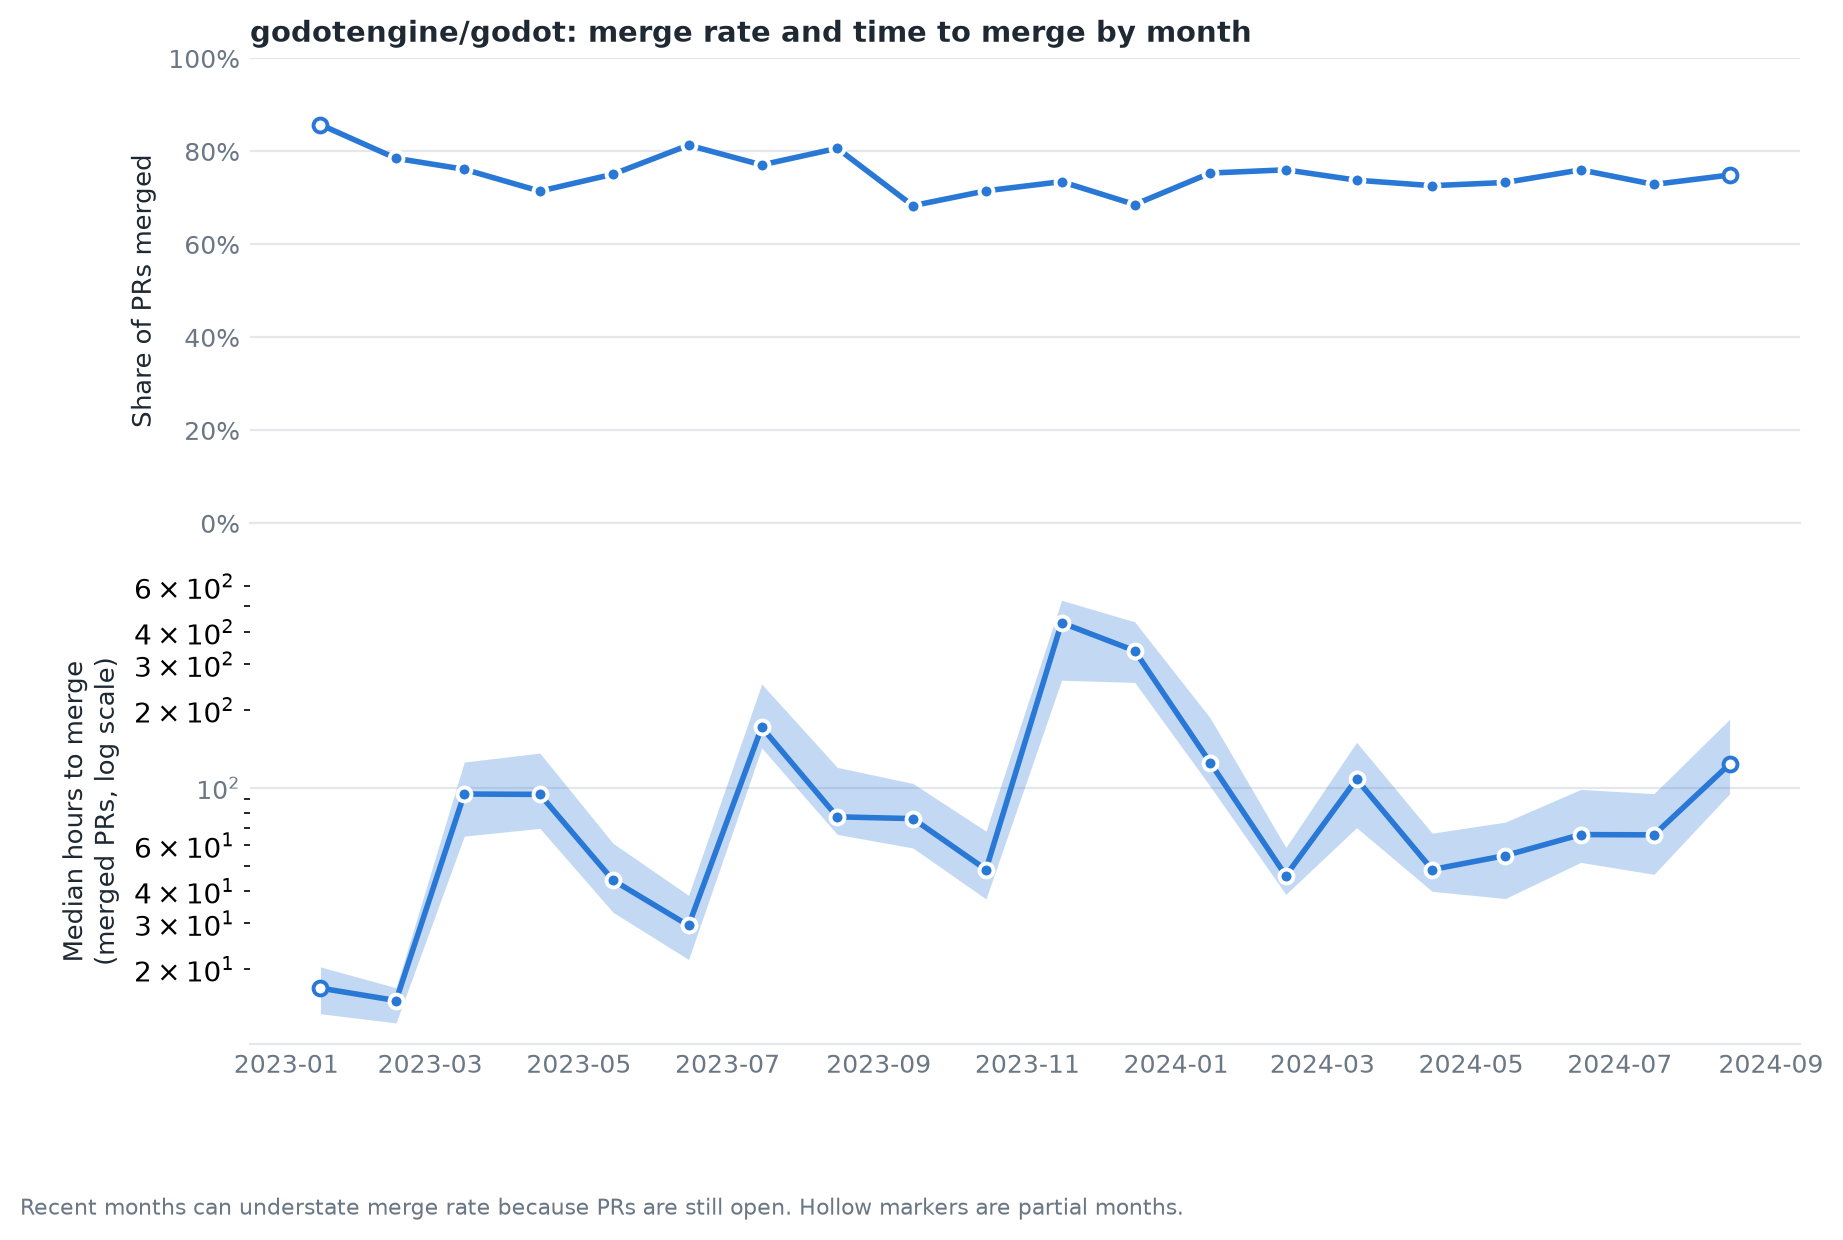 godotengine/godot: merge rate and time to merge by month
100%
80%
60%
40%
20%
0%
Share of PRs merged
6 × 10²
4 × 10²
3 × 10²
2 × 10²
10²
6 × 10¹
4 × 10¹
3 × 10¹
2 × 10¹
Median hours to merge
(merged PRs, log scale)
2023-01 2023-03 2023-05 2023-07 2023-09 2023-11 2024-01 2024-03 2024-05 2024-07 2024-09
Recent months can understate merge rate because PRs are still open. Hollow markers are partial months.